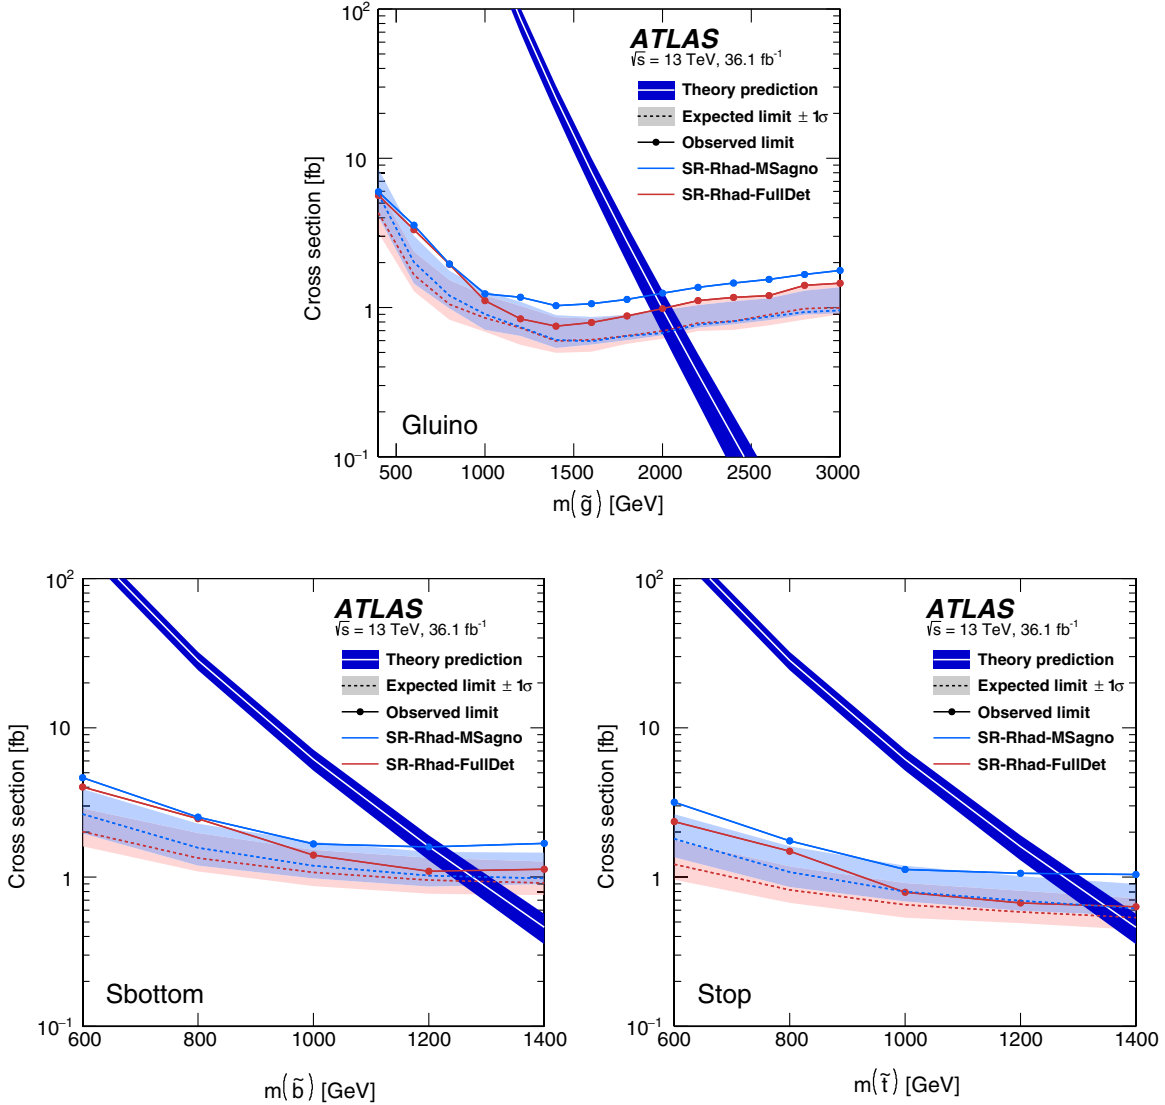 10²
10
1
10⁻¹
Cross section [fb]
ATLAS
√s = 13 TeV, 36.1 fb⁻¹
Theory prediction
Expected limit ± 1σ
Observed limit
SR-Rhad-MSagno
SR-Rhad-FullDet
Gluino
500 1000 1500 2000 2500 3000
m(g̃) [GeV]
10²
10
1
10⁻¹
Cross section [fb]
ATLAS
√s = 13 TeV, 36.1 fb⁻¹
Theory prediction
Expected limit ± 1σ
Observed limit
SR-Rhad-MSagno
SR-Rhad-FullDet
Sbottom
600 800 1000 1200 1400
m(b̃) [GeV]
10²
10
1
10⁻¹
Cross section [fb]
ATLAS
√s = 13 TeV, 36.1 fb⁻¹
Theory prediction
Expected limit ± 1σ
Observed limit
SR-Rhad-MSagno
SR-Rhad-FullDet
Stop
600 800 1000 1200 1400
m(t̃) [GeV]